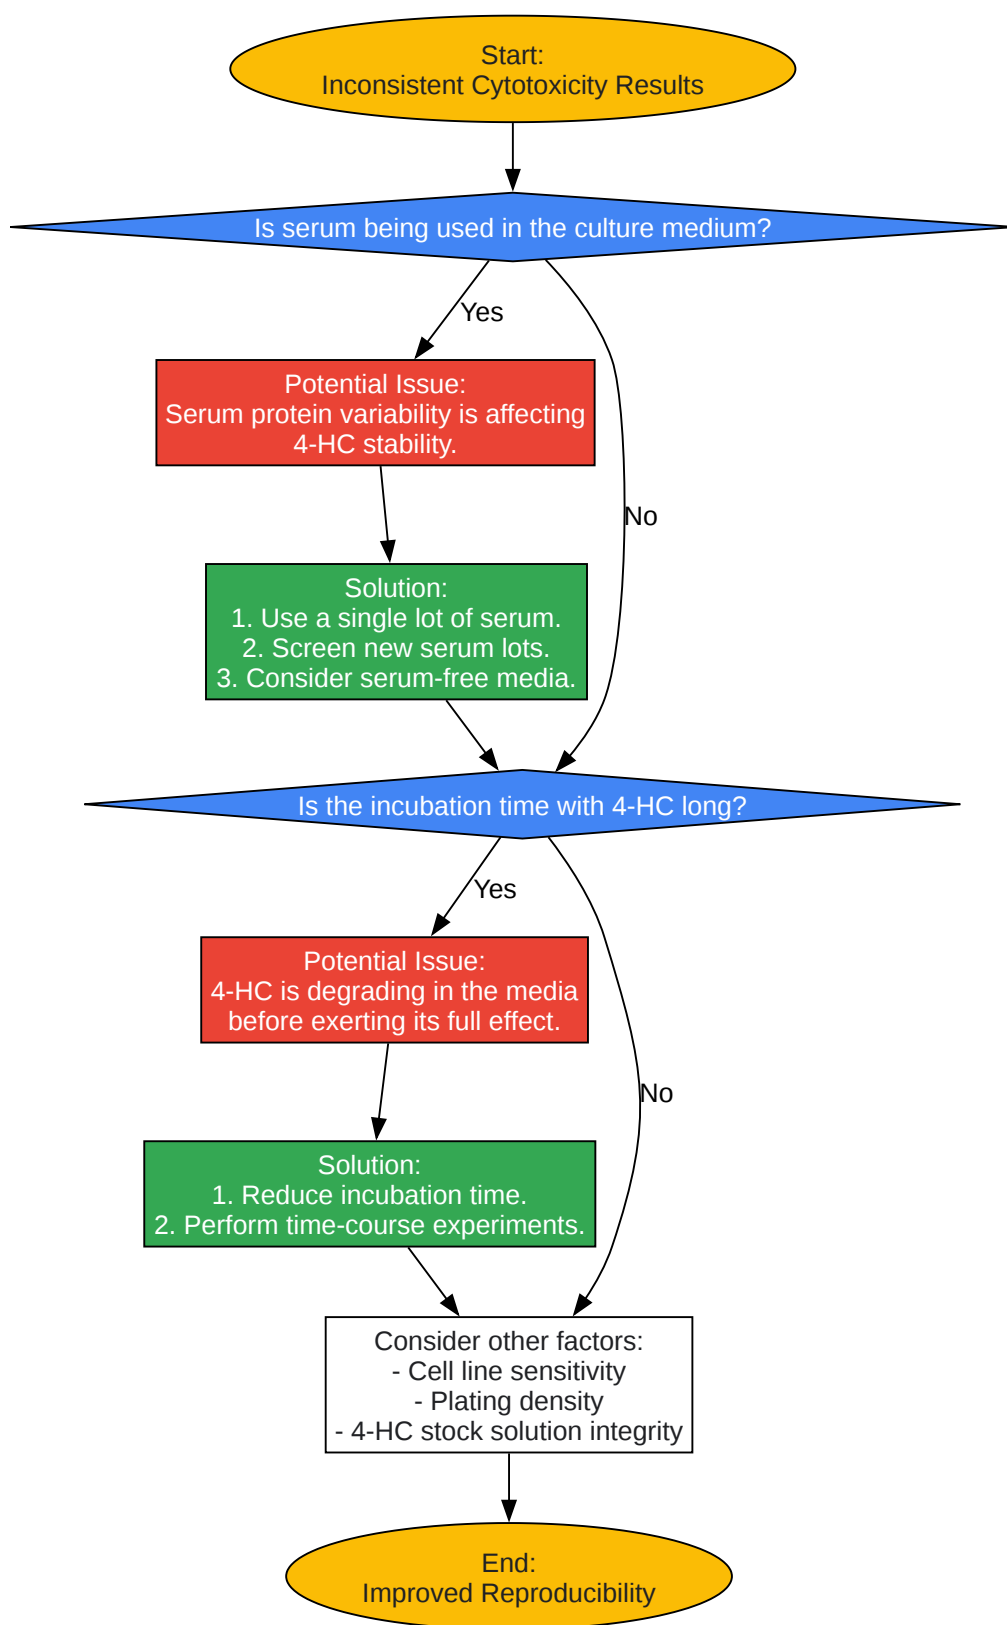 Start:
Inconsistent Cytotoxicity Results
Is serum being used in the culture medium?
Yes
Potential Issue:
Serum protein variability is affecting
4-HC stability.
No
Solution:
1. Use a single lot of serum.
2. Screen new serum lots.
3. Consider serum-free media.
Is the incubation time with 4-HC long?
Yes
Potential Issue:
4-HC is degrading in the media
before exerting its full effect.
No
Solution:
1. Reduce incubation time.
2. Perform time-course experiments.
Consider other factors:
- Cell line sensitivity
- Plating density
- 4-HC stock solution integrity
End:
Improved Reproducibility